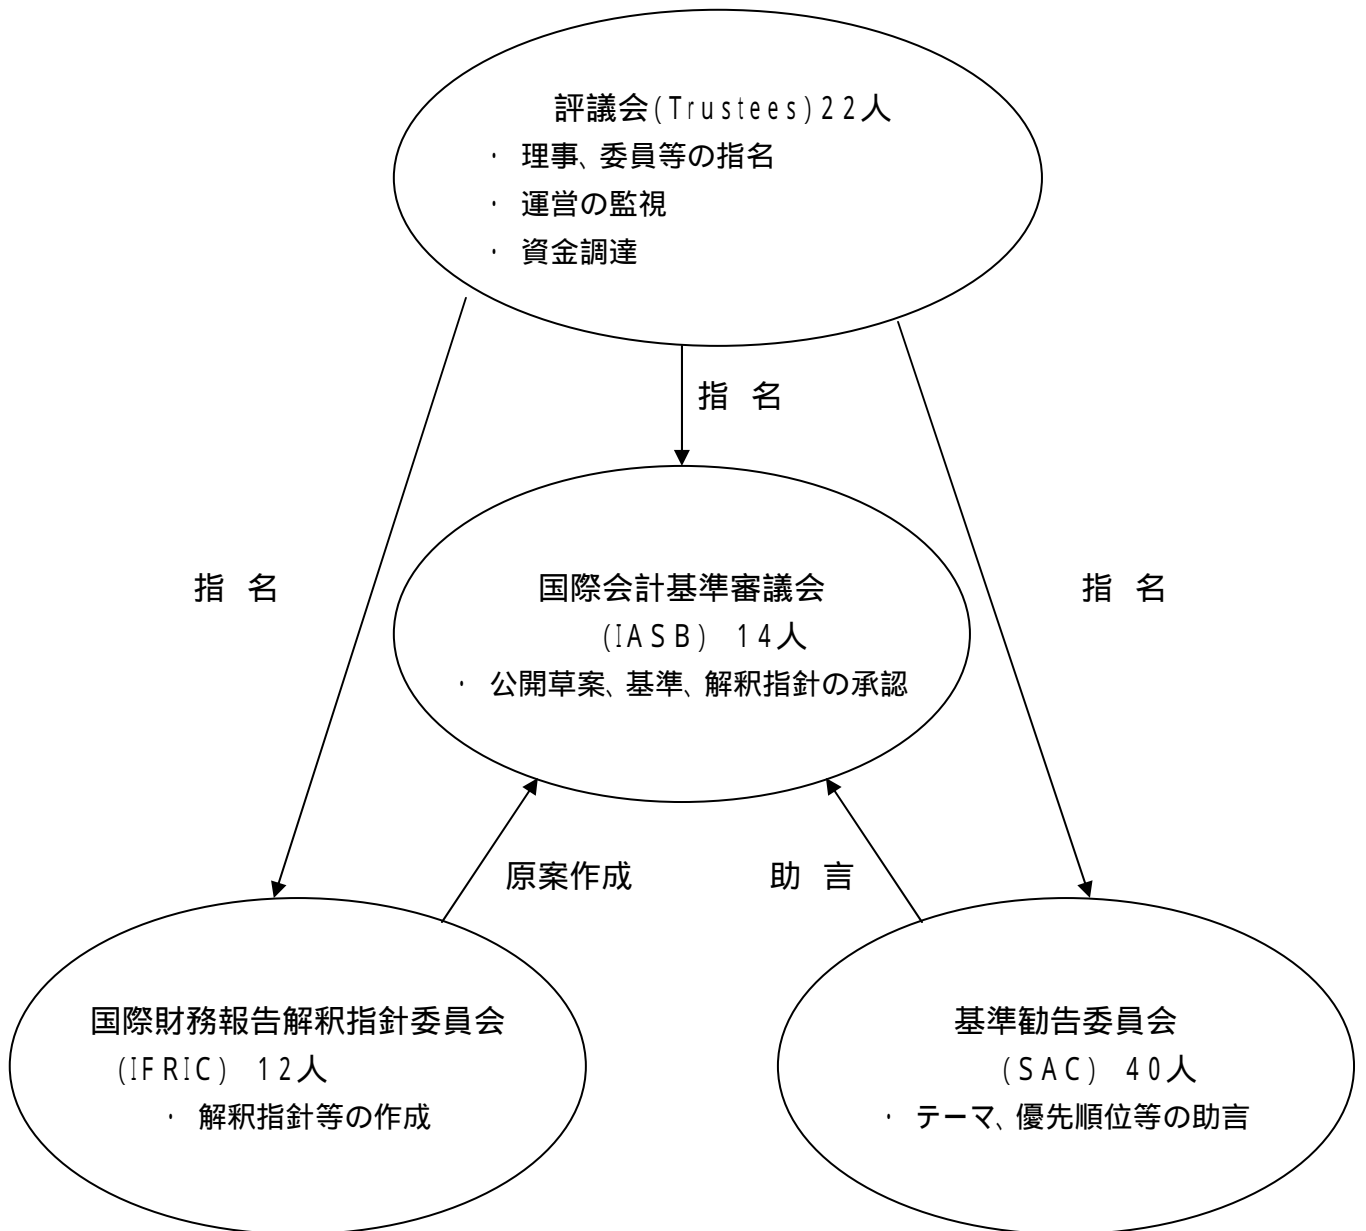 評議会(Trustees)22人
・ 理事、委員等の指名
・ 運営の監視
・ 資金調達
指 名
指 名
指 名
国際会計基準審議会
(IASB) 14人
・ 公開草案、基準、解釈指針の承認
原案作成
助 言
国際財務報告解釈指針委員会
(IFRIC) 12人
・ 解釈指針等の作成
基準勧告委員会
(SAC) 40人
・ テーマ、優先順位等の助言